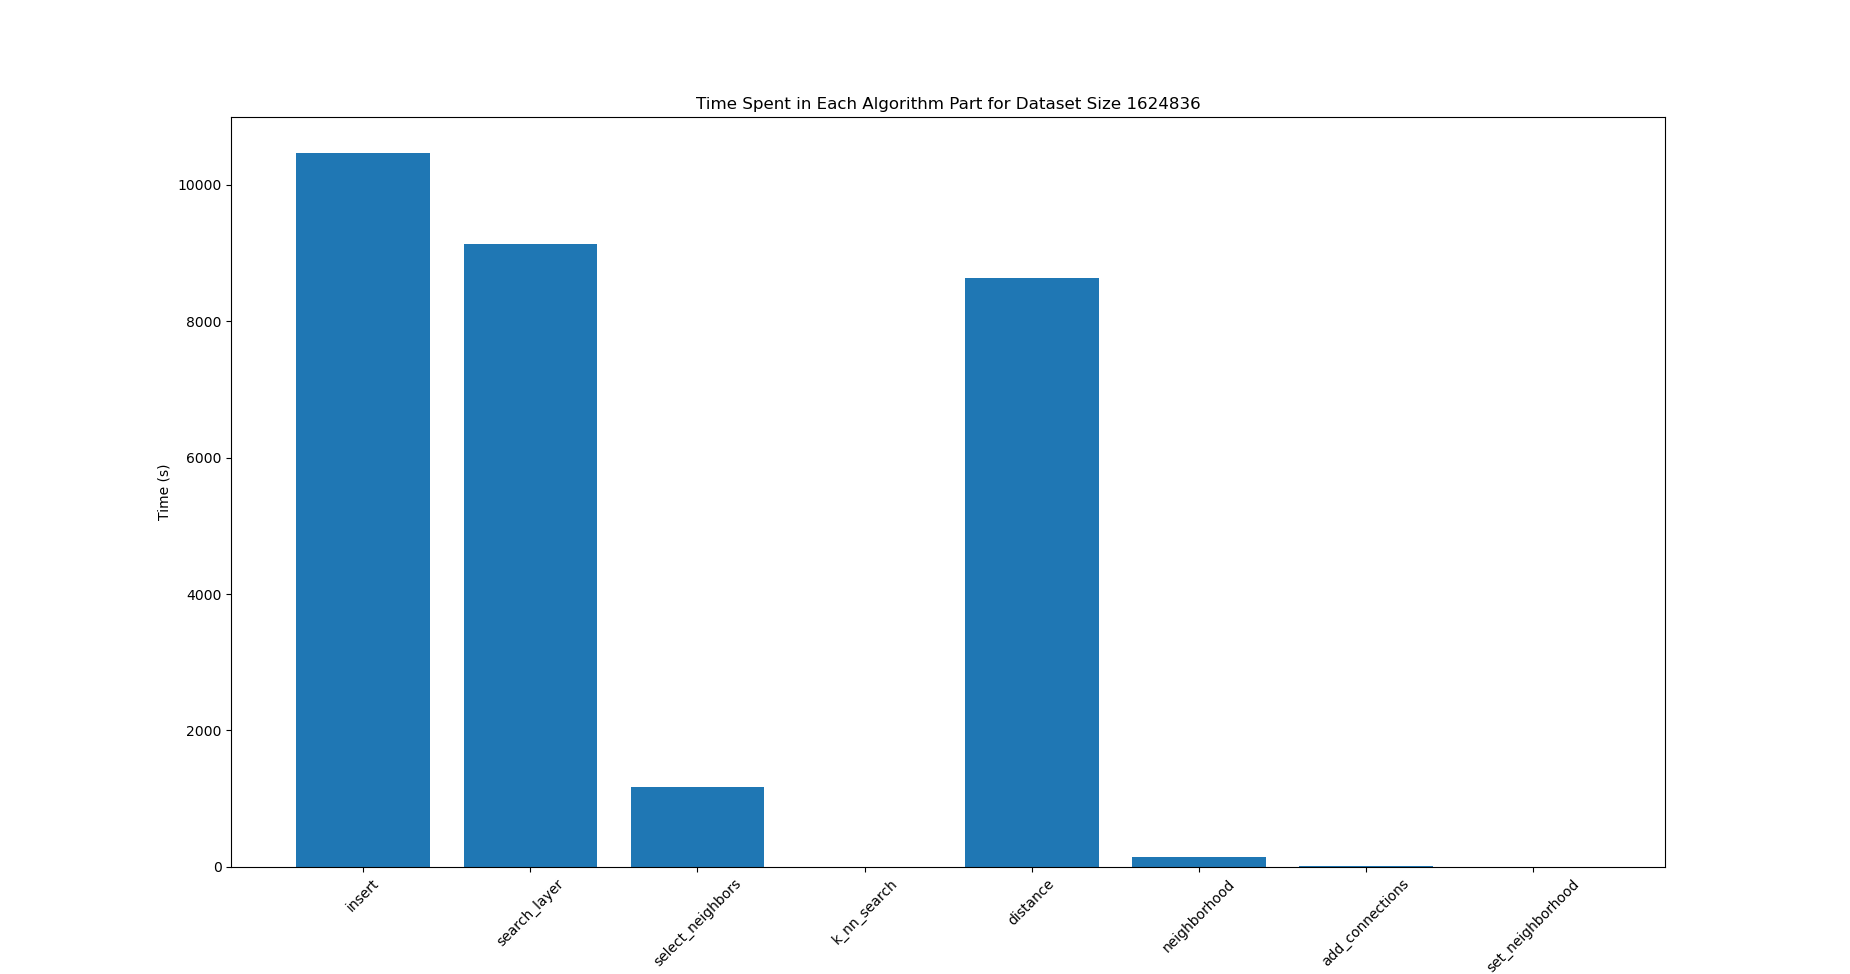 Time Spent in Each Algorithm Part for Dataset Size 1624836
10000
8000
6000
4000
2000
0
Time (s)
insert
search_layer
select_neighbors
k_nn_search
distance
neighborhood
add_connections
set_neighborhood